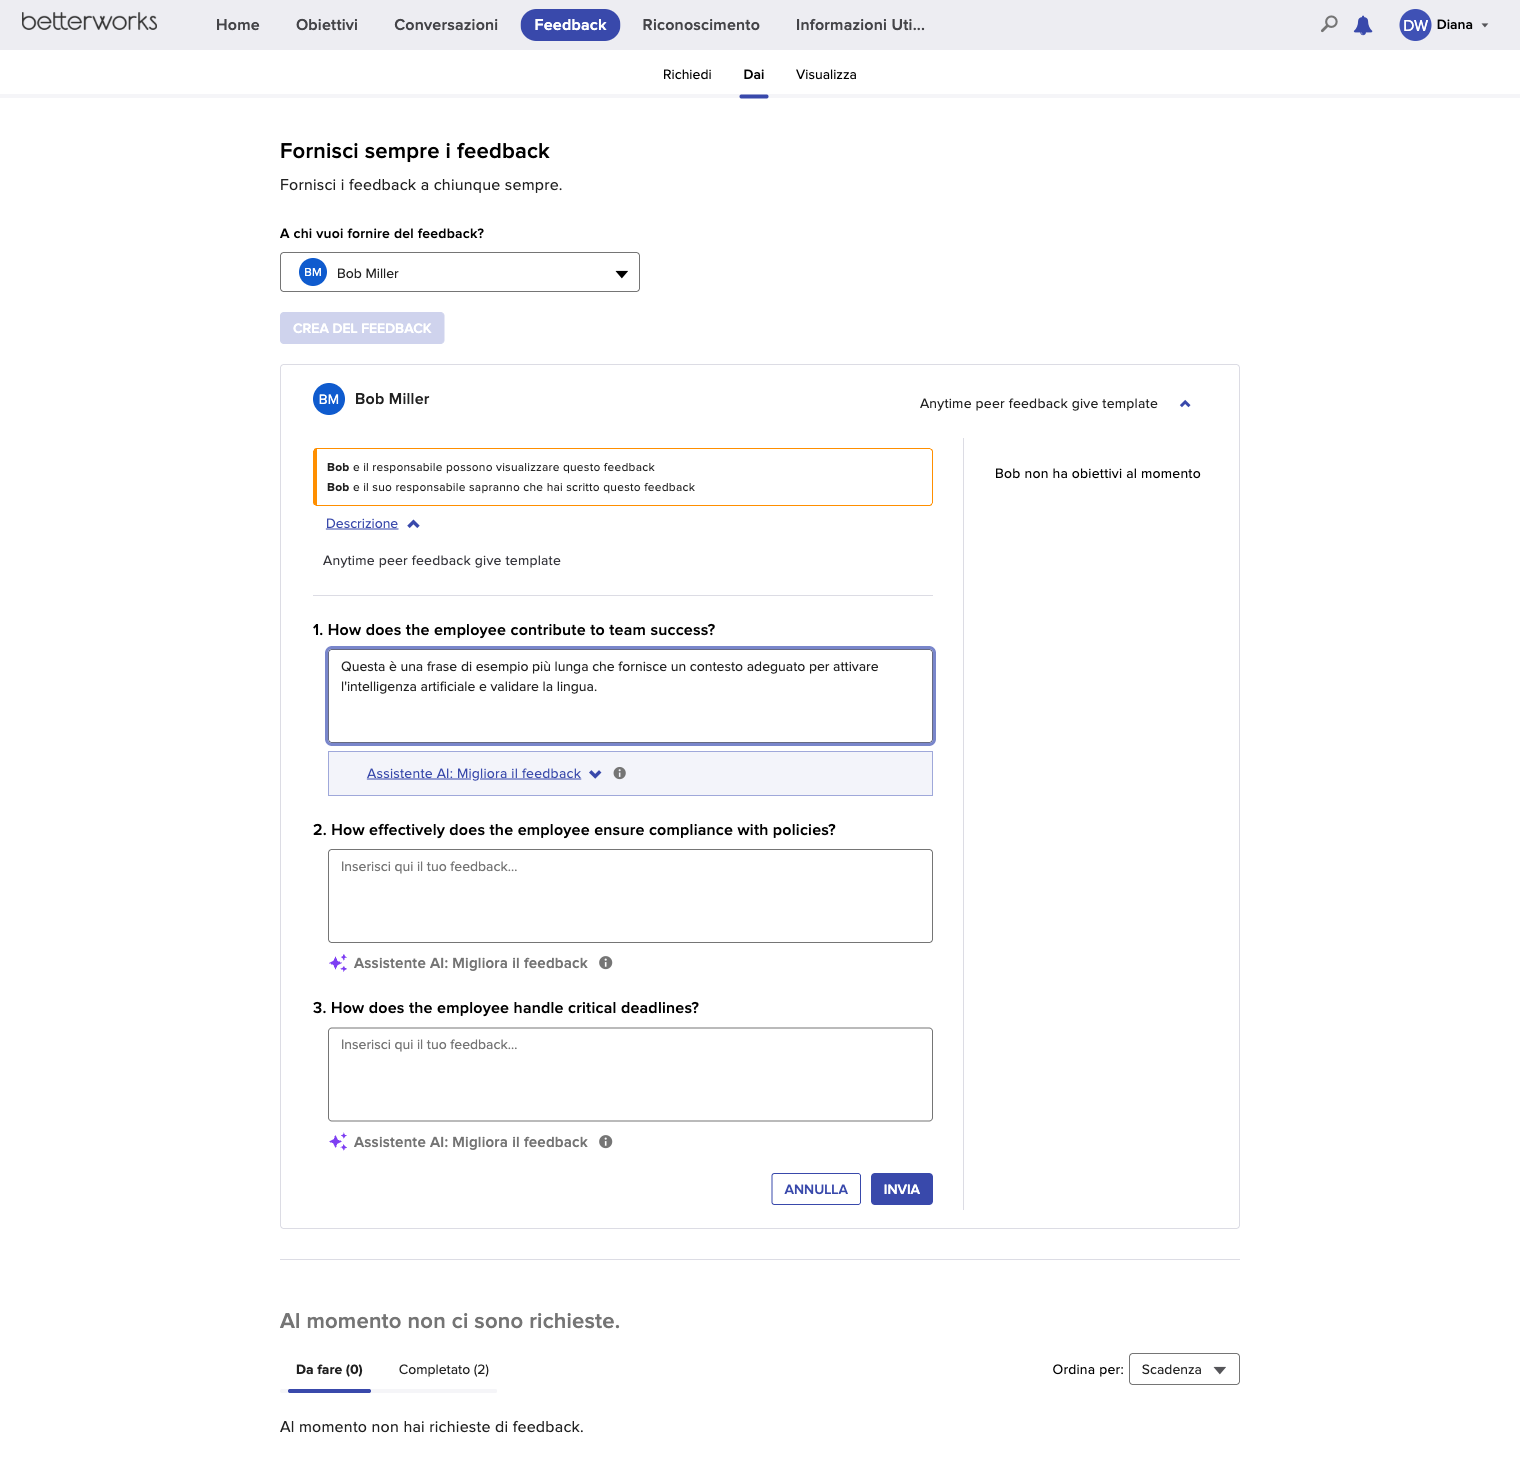 betterworks
Home
Obiettivi
Conversazioni
Feedback
Riconoscimento
Informazioni Uti...
DW
Diana
Richiedi
Dai
Visualizza
Fornisci sempre i feedback
Fornisci i feedback a chiunque sempre.
A chi vuoi fornire del feedback?
BM Bob Miller
CREA DEL FEEDBACK
BM Bob Miller
Anytime peer feedback give template
Bob e il responsabile possono visualizzare questo feedback
Bob e il suo responsabile sapranno che hai scritto questo feedback
Bob non ha obiettivi al momento
Descrizione
Anytime peer feedback give template
1. How does the employee contribute to team success?
Questa è una frase di esempio più lunga che fornisce un contesto adeguato per attivare
l'intelligenza artificiale e validare la lingua.
Assistente AI: Migliora il feedback
2. How effectively does the employee ensure compliance with policies?
Inserisci qui il tuo feedback...
Assistente AI: Migliora il feedback
3. How does the employee handle critical deadlines?
Inserisci qui il tuo feedback...
Assistente AI: Migliora il feedback
ANNULLA
INVIA
Al momento non ci sono richieste.
Da fare (0)
Completato (2)
Ordina per: Scadenza
Al momento non hai richieste di feedback.